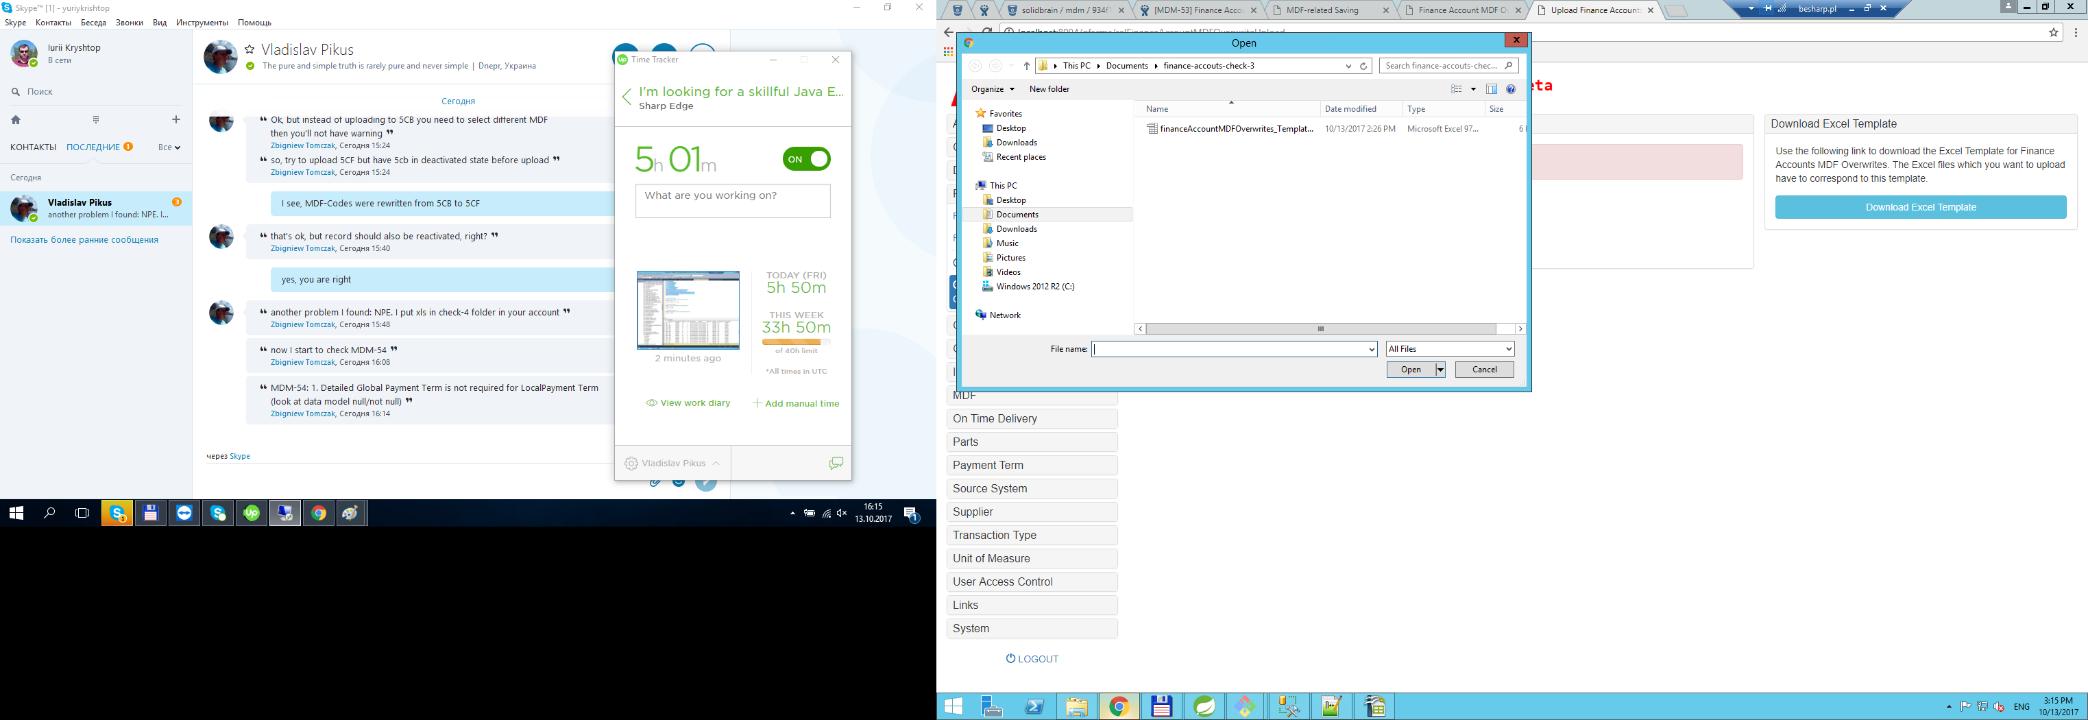 Skype™ [1] - yuriykrishtop
Skype Контакты Беседа Звонки Вид Инструменты Помощь
Iurii Kryshtop
В сети
Поиск
КОНТАКТЫ ПОСЛЕДНИЕ 1 Все
Сегодня
Vladislav Pikus 3
another problem I found: NPE. I...
Показать более ранние сообщения
Vladislav Pikus
The pure and simple truth is rarely pure and never simple | Dнепр, Украина
Сегодня
Ok, but instead of uploading to 5CB you need to select different MDF
then you'll not have warning
Zbigniew Tomczak, Сегодня 15:24
so, try to upload 5CF but have 5cb in deactivated state before upload
Zbigniew Tomczak, Сегодня 15:24
I see, MDF-Codes were rewritten from 5CB to 5CF
that's ok, but record should also be reactivated, right?
Zbigniew Tomczak, Сегодня 15:40
yes, you are right
another problem I found: NPE. I put xls in check-4 folder in your account
Zbigniew Tomczak, Сегодня 15:48
now I start to check MDM-54
Zbigniew Tomczak, Сегодня 16:08
MDM-54: 1. Detailed Global Payment Term is not required for LocalPayment Term
(look at data model null/not null)
Zbigniew Tomczak, Сегодня 16:14
через Skype
Time Tracker
I'm looking for a skillful Java E...
Sharp Edge
5h 01m
ON
What are you working on?
2 minutes ago
TODAY (FRI)
5h 50m
THIS WEEK
33h 50m
of 40h limit
*All times in UTC
View work diary
Add manual time
Vladislav Pikus
16:15
13.10.2017
solidbrain / mdm / 934f
[MDM-53] Finance Acco
MDF-related Saving
Finance Account MDF O
Upload Finance Account
besharp.pl
Open
This PC Documents finance-accouts-check-3
Search finance-accouts-chec...
Organize New folder
Favorites
Desktop
Downloads
Recent places
This PC
Desktop
Documents
Downloads
Music
Pictures
Videos
Windows 2012 R2 (C:)
Network
Name Date modified Type Size
financeAccountMDFOverwrites_Templat... 10/13/2017 2:26 PM Microsoft Excel 97... 6
File name:
All Files
Open Cancel
eta
Download Excel Template
Use the following link to download the Excel Template for Finance
Accounts MDF Overwrites. The Excel files which you want to upload
have to correspond to this template.
Download Excel Template
MDF
On Time Delivery
Parts
Payment Term
Source System
Supplier
Transaction Type
Unit of Measure
User Access Control
Links
System
LOGOUT
ENG
3:15 PM
10/13/2017